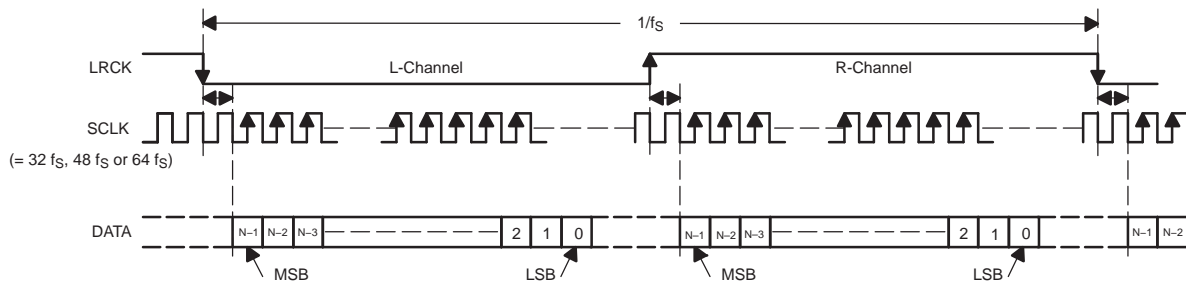 1/fS
LRCK
L-Channel
R-Channel
SCLK
(= 32 fS, 48 fS or 64 fS)
DATA
N–1 N–2 N–3 2 1 0 N–1 N–2 N–3 2 1 0 N–1 N–2
MSB LSB MSB LSB